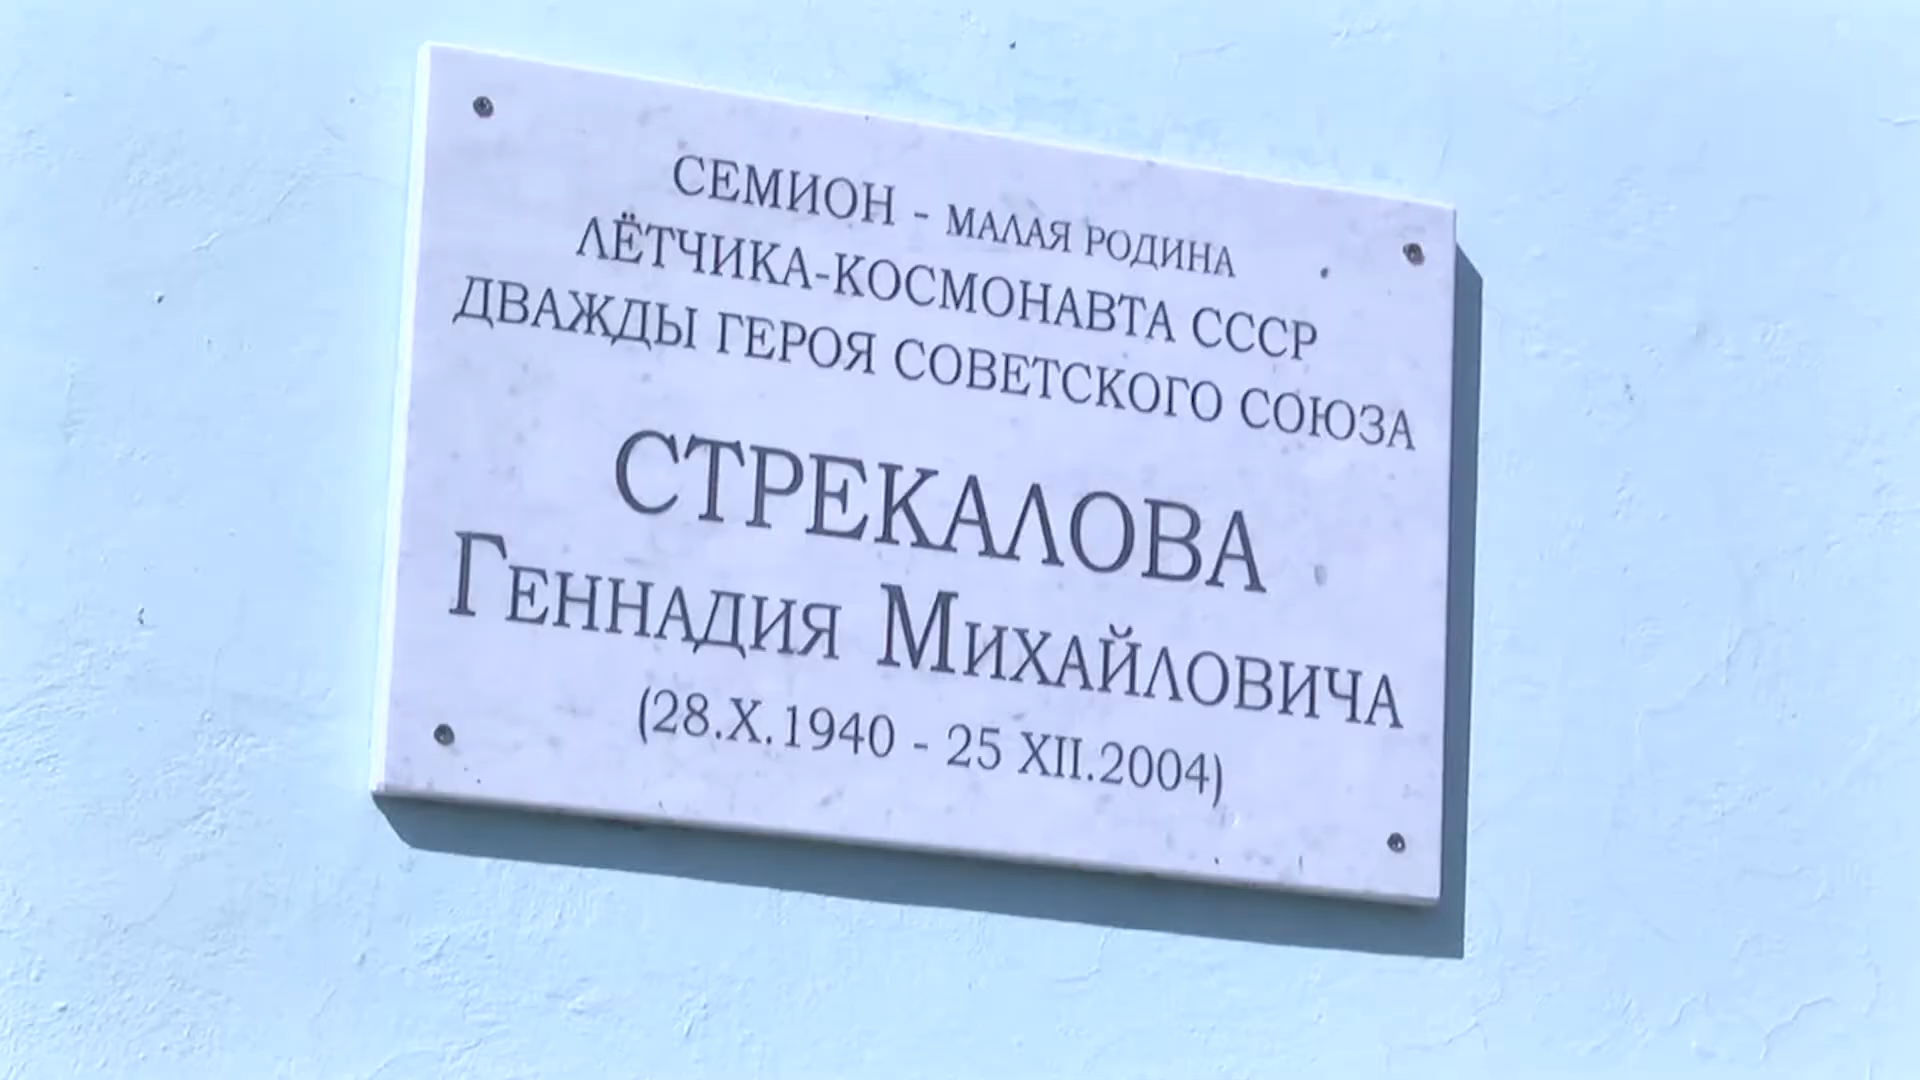 СЕМИОН - МАЛАЯ РОДИНА
ЛЁТЧИКА-КОСМОНАВТА СССР
ДВАЖДЫ ГЕРОЯ СОВЕТСКОГО СОЮЗА
СТРЕКАЛОВА
ГЕННАДИЯ МИХАЙЛОВИЧА
(28.X.1940 - 25 XII.2004)